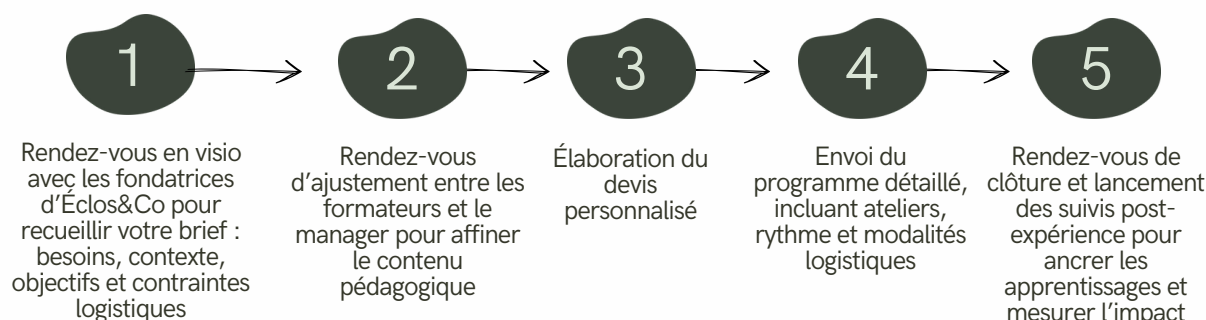 1
2
3
4
5
Rendez-vous en visio
avec les fondatrices
d'Éclos&Co pour
recueillir votre brief :
besoins, contexte,
objectifs et contraintes
logistiques
Rendez-vous
d'ajustement entre les
formateurs et le
manager pour affiner
le contenu
pédagogique
Élaboration du
devis
personnalisé
Envoi du
programme détaillé,
incluant ateliers,
rythme et modalités
logistiques
Rendez-vous de
clôture et lancement
des suivis post-
expérience pour
ancrer les
apprentissages et
mesurer l'impact